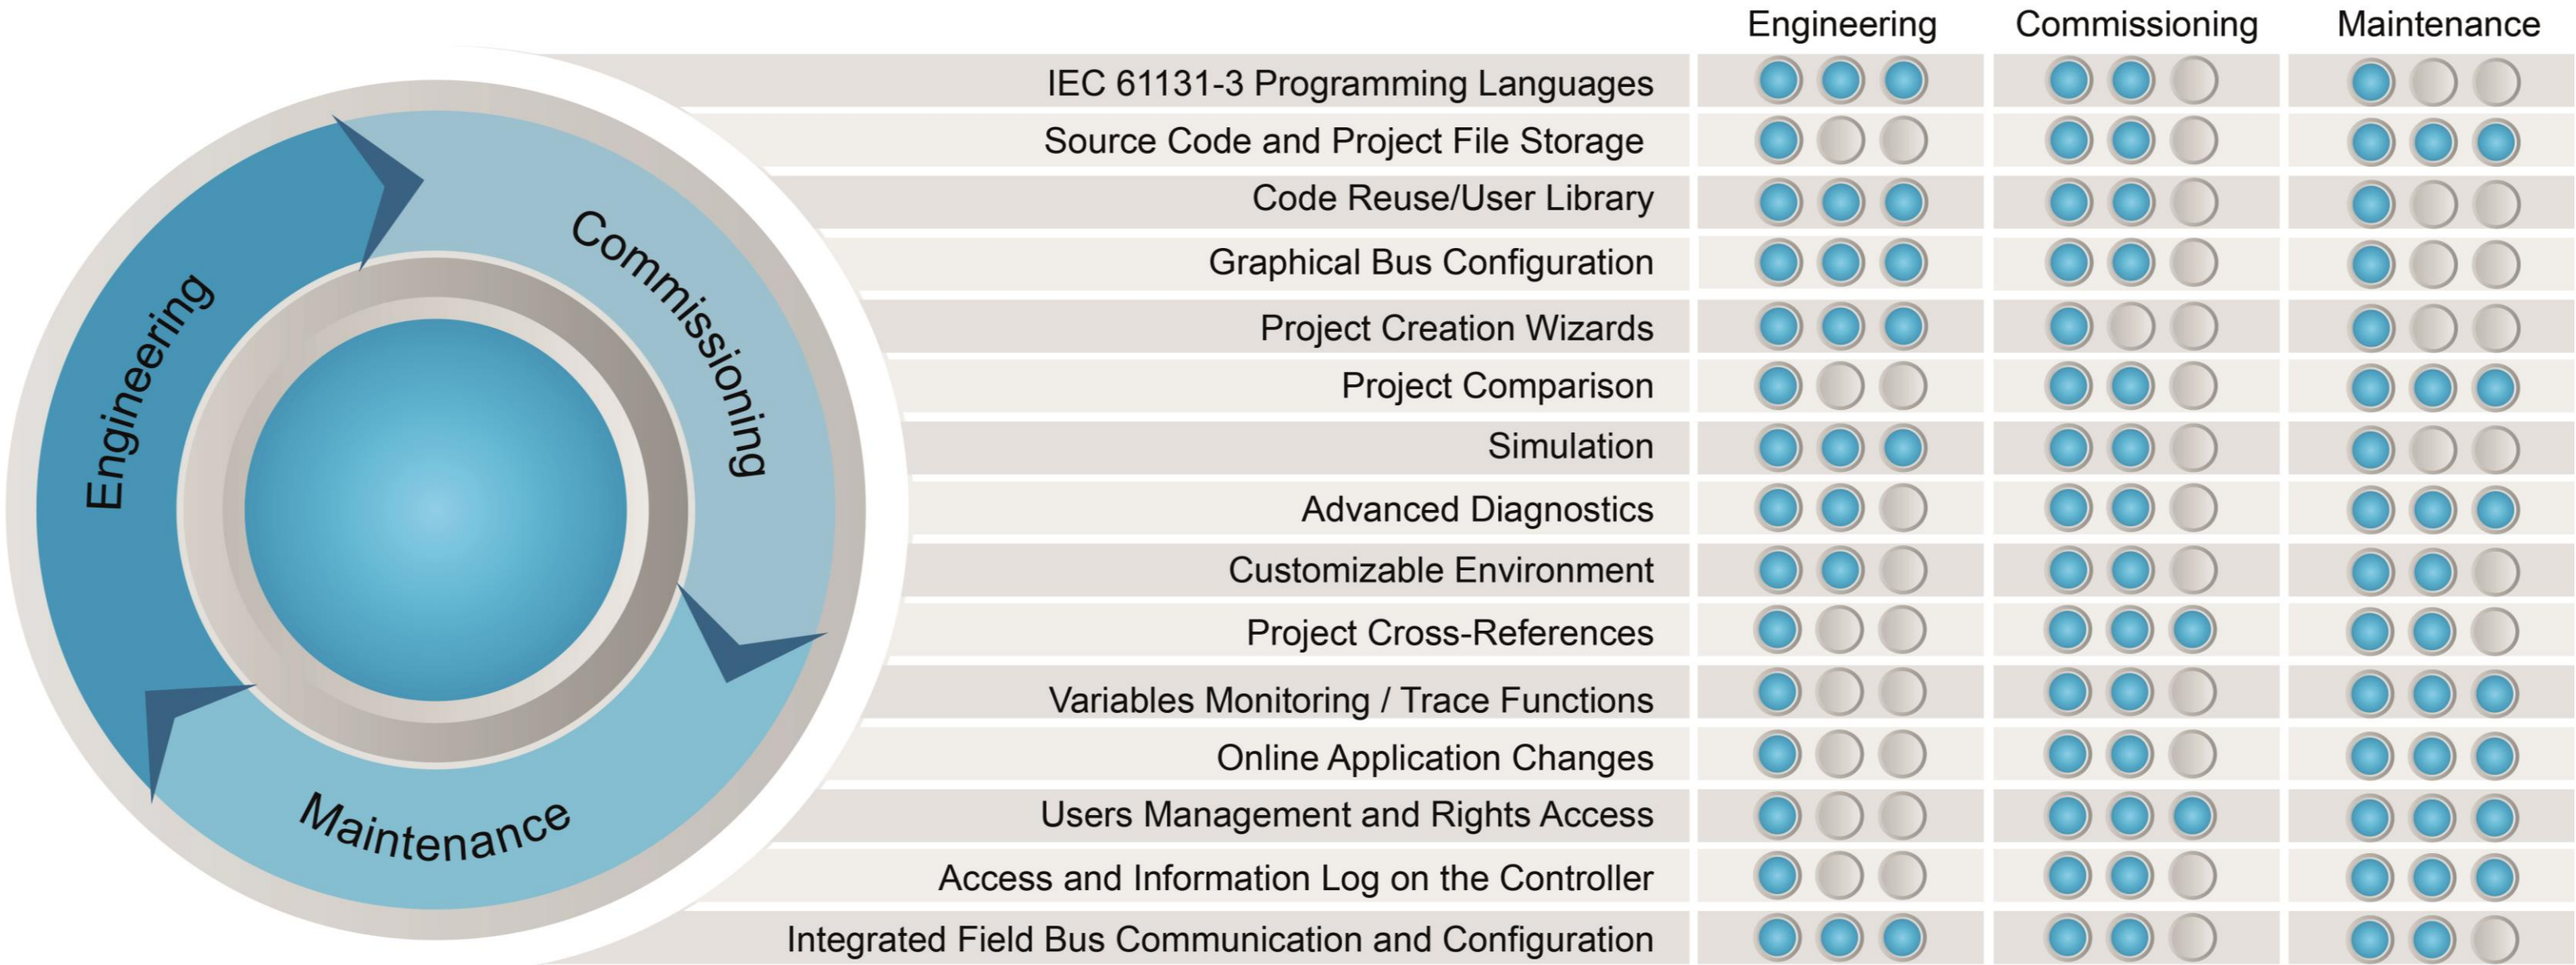 Engineering Commissioning Maintenance
IEC 61131-3 Programming Languages
Source Code and Project File Storage
Code Reuse/User Library
Graphical Bus Configuration
Project Creation Wizards
Project Comparison
Simulation
Advanced Diagnostics
Customizable Environment
Project Cross-References
Variables Monitoring / Trace Functions
Online Application Changes
Users Management and Rights Access
Access and Information Log on the Controller
Integrated Field Bus Communication and Configuration
Engineering
Commissioning
Maintenance